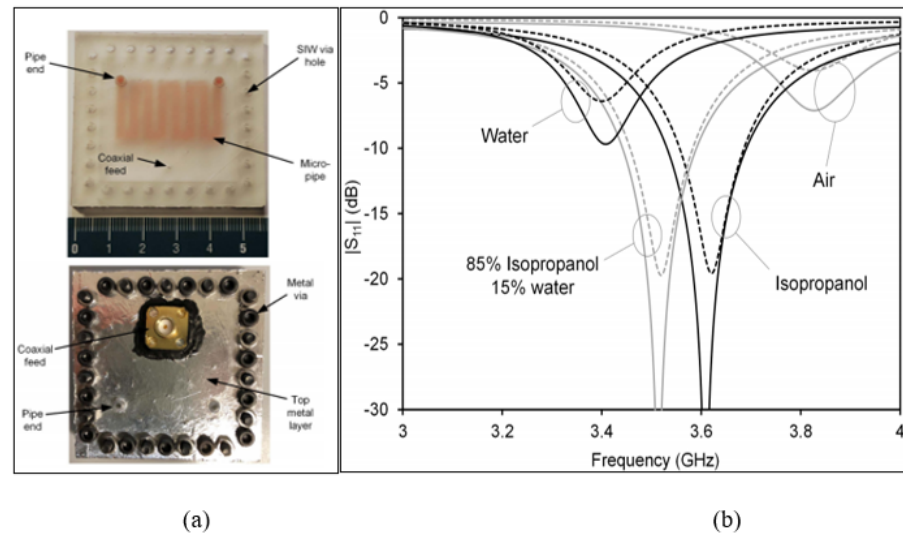 (a)
Pipe
end
SIW via
hole
Coaxial
feed
Micro-
pipe
0 1 2 3 4 5
Metal
via
Coaxial
feed
Pipe
end
Top
metal
layer
(b)
0
-5
-10
-15
-20
-25
-30
|S11| (dB)
Water
Air
85% Isopropanol
15% water
Isopropanol
3 3.2 3.4 3.6 3.8 4
Frequency (GHz)
(a)
(b)